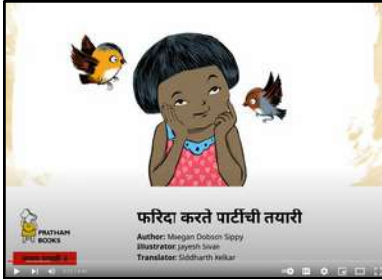 फरिदा करते पार्टीची तयारी
PRATHAM
BOOKS
Author: Maegan Dobson Sippy
Illustrator: Jayesh Sivan
Translator: Siddharth Kelkar